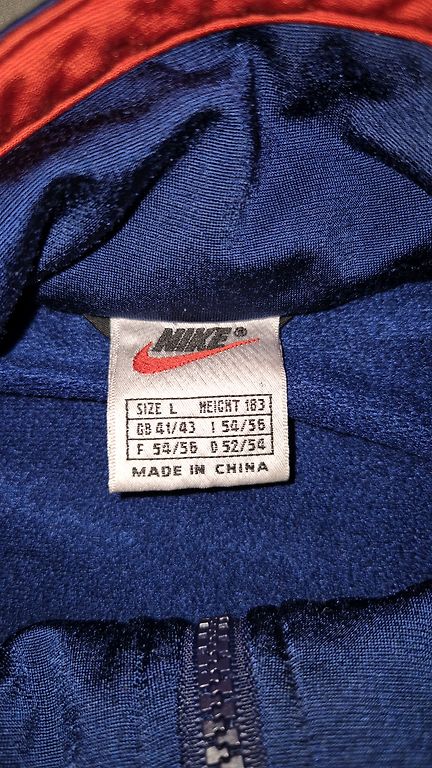 NIKE®
SIZE L HEIGHT 183
GB 41/43 I 54/56
F 54/56 D 52/54
MADE IN CHINA